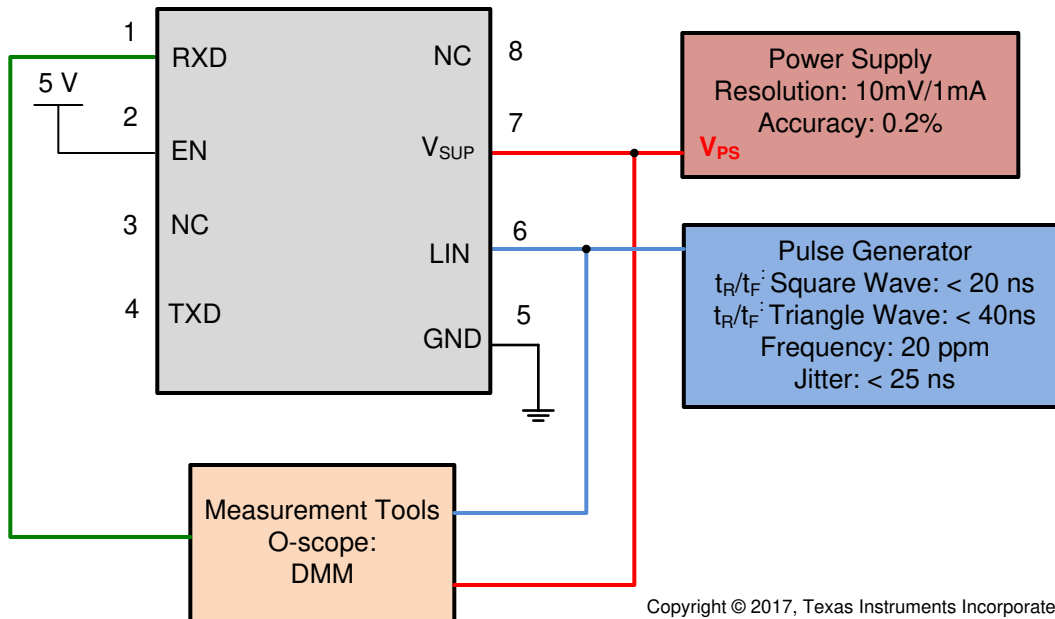 1
RXD
5 V
2
EN
3
NC
4
TXD
NC
8
7
VSUP
6
LIN
5
GND
Power Supply
Resolution: 10mV/1mA
Accuracy: 0.2%
VPS
Pulse Generator
tR/tF: Square Wave: < 20 ns
tR/tF: Triangle Wave: < 40ns
Frequency: 20 ppm
Jitter: < 25 ns
Measurement Tools
O-scope:
DMM
Copyright © 2017, Texas Instruments Incorporate